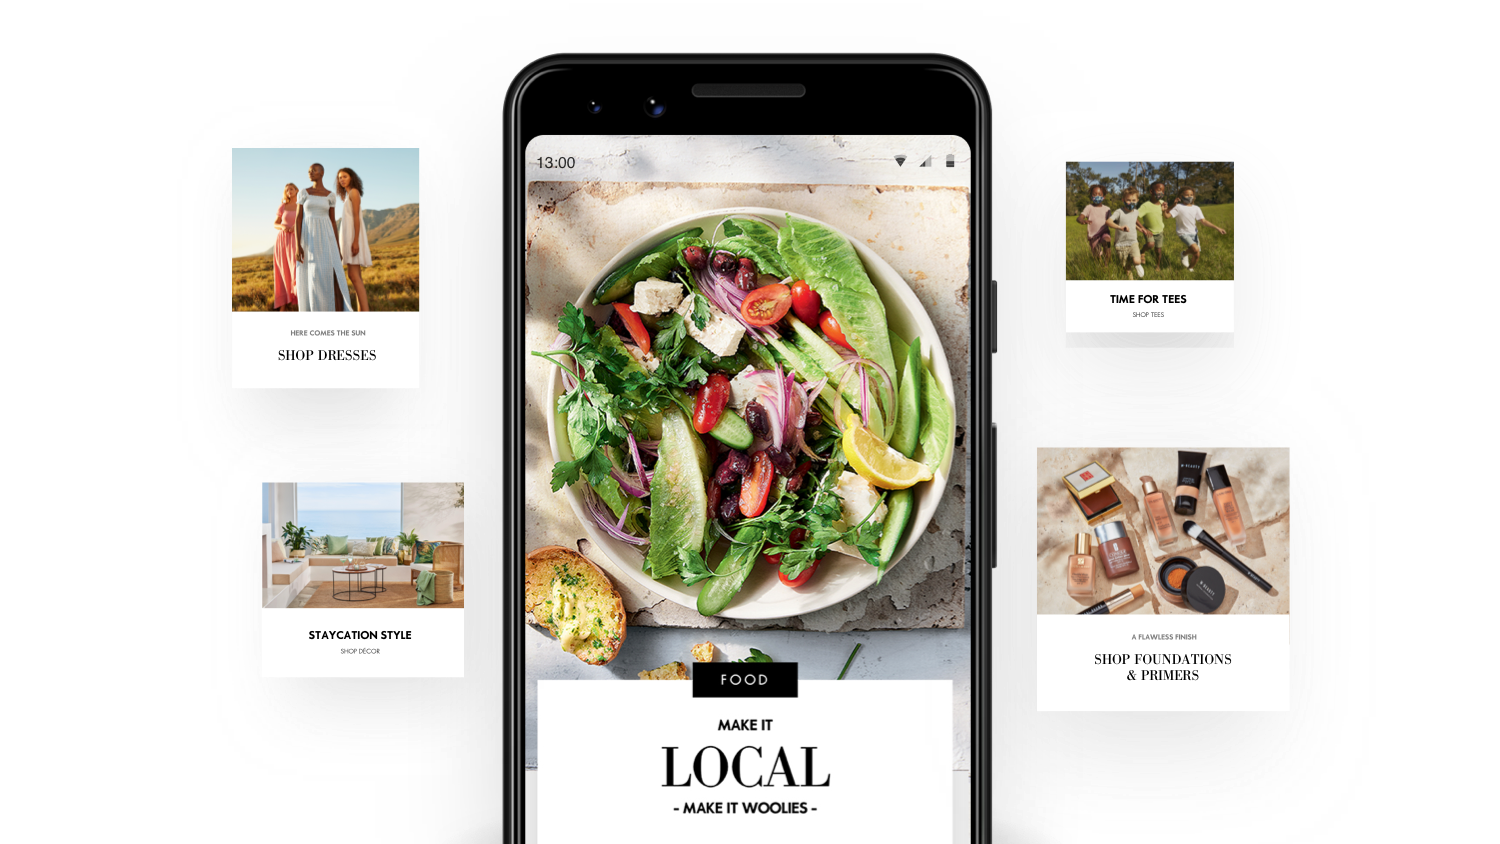 13:00
HERE COMES THE SUN
SHOP DRESSES
STAYCATION STYLE
SHOP DÉCOR
FOOD
MAKE IT
LOCAL
- MAKE IT WOOLIES -
TIME FOR TEES
SHOP TEES
A FLAWLESS FINISH
SHOP FOUNDATIONS
& PRIMERS